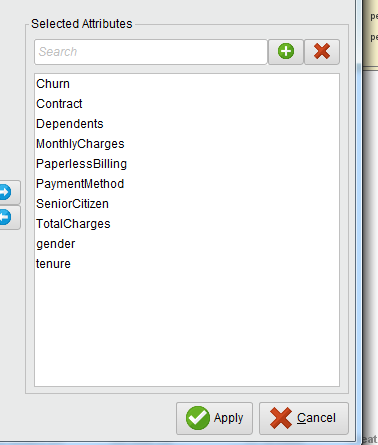 Selected Attributes
Search
Churn
Contract
Dependents
MonthlyCharges
PaperlessBilling
PaymentMethod
SeniorCitizen
TotalCharges
gender
tenure
Apply
Cancel